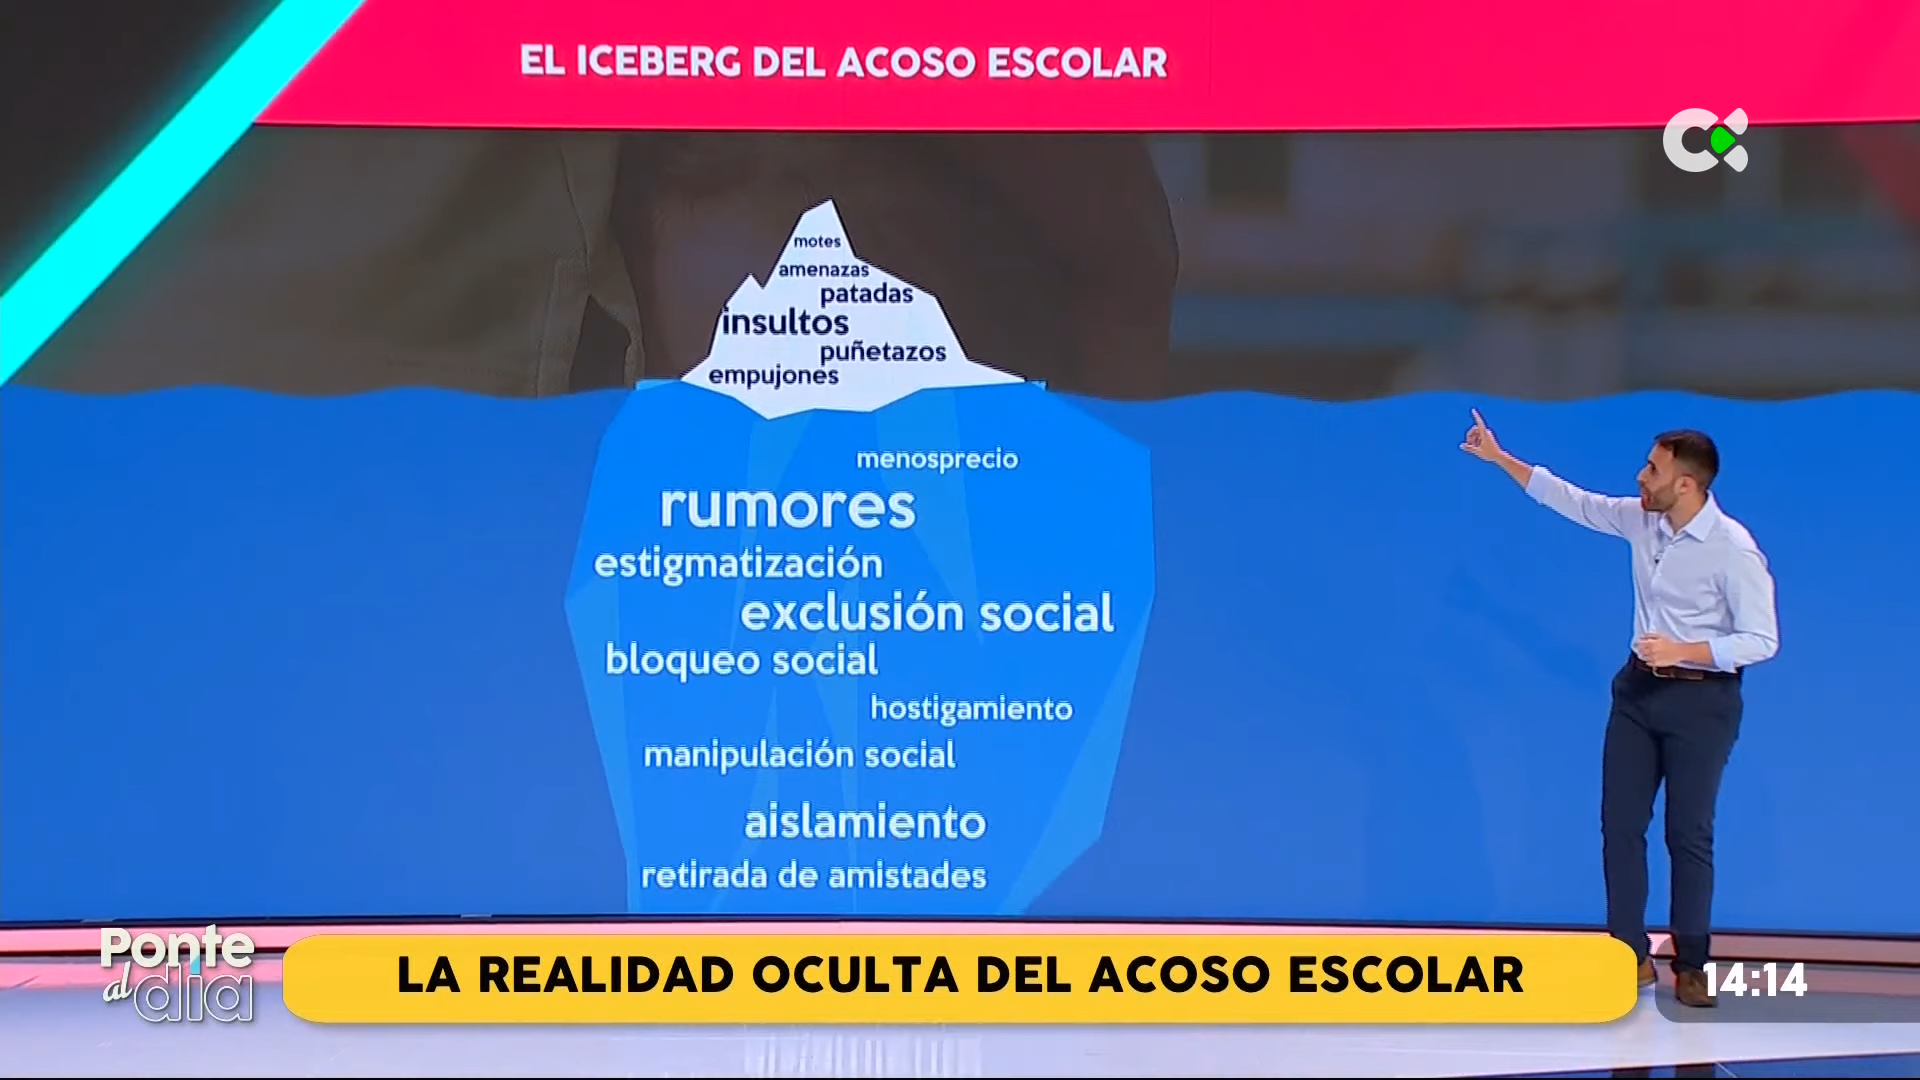 EL ICEBERG DEL ACOSO ESCOLAR
motes
amenazas
patadas
insultos
puñetazos
empujones
menosprecio
rumores
estigmatización
exclusión social
bloqueo social
hostigamiento
manipulación social
aislamiento
retirada de amistades
Ponte
al día
LA REALIDAD OCULTA DEL ACOSO ESCOLAR
14:14